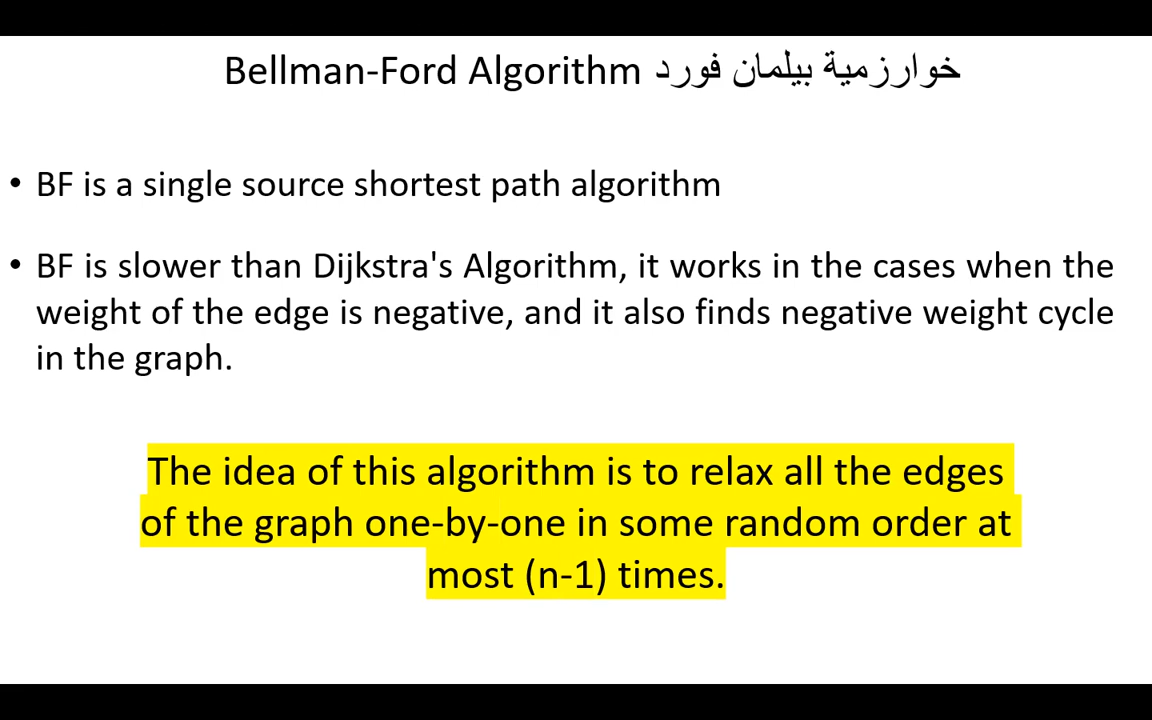 Bellman-Ford Algorithm خوارزمية بيلمان فورد
• BF is a single source shortest path algorithm
• BF is slower than Dijkstra's Algorithm, it works in the cases when the
weight of the edge is negative, and it also finds negative weight cycle
in the graph.
The idea of this algorithm is to relax all the edges
of the graph one-by-one in some random order at
most (n-1) times.